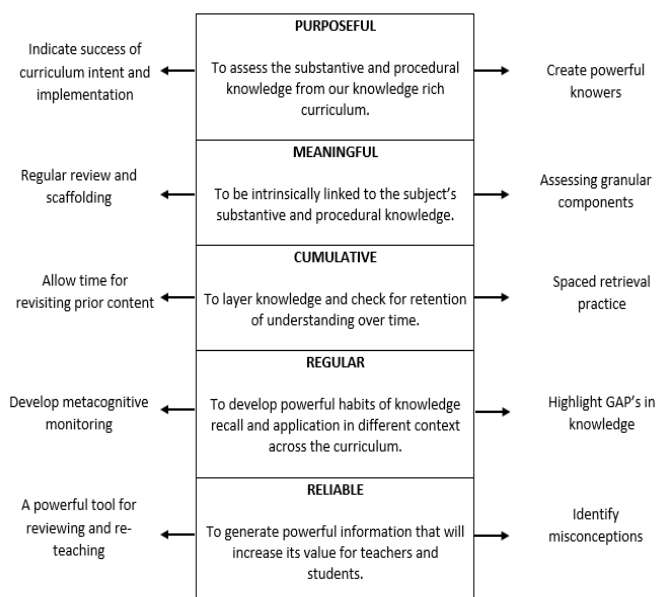 PURPOSEFUL
Indicate success of
curriculum intent and
implementation
To assess the substantive and procedural
knowledge from our knowledge rich
curriculum.
Create powerful
knowers
MEANINGFUL
Regular review and
scaffolding
To be intrinsically linked to the subject's
substantive and procedural knowledge.
Assessing granular
components
CUMULATIVE
Allow time for
revisiting prior content
To layer knowledge and check for retention
of understanding over time.
Spaced retrieval
practice
REGULAR
Develop metacognitive
monitoring
To develop powerful habits of knowledge
recall and application in different context
across the curriculum.
Highlight GAP's in
knowledge
RELIABLE
A powerful tool for
reviewing and re-
teaching
To generate powerful information that will
increase its value for teachers and
students.
Identify
misconceptions